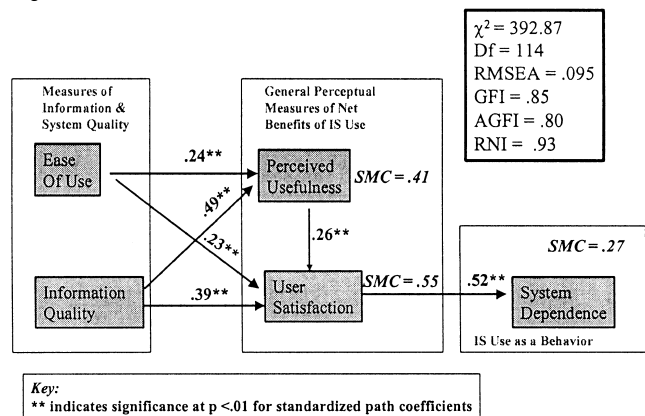 χ² = 392.87
Df = 114
RMSEA = .095
GFI = .85
AGFI = .80
RNI = .93
Measures of
Information &
System Quality
General Perceptual
Measures of Net
Benefits of IS Use
Ease
Of Use
.24**
Perceived
Usefulness
SMC = .41
.49**
.23**
.26**
SMC = .27
Information
Quality
.39**
User
Satisfaction
SMC = .55
.52**
System
Dependence
IS Use as a Behavior
Key:
** indicates significance at p <.01 for standardized path coefficients